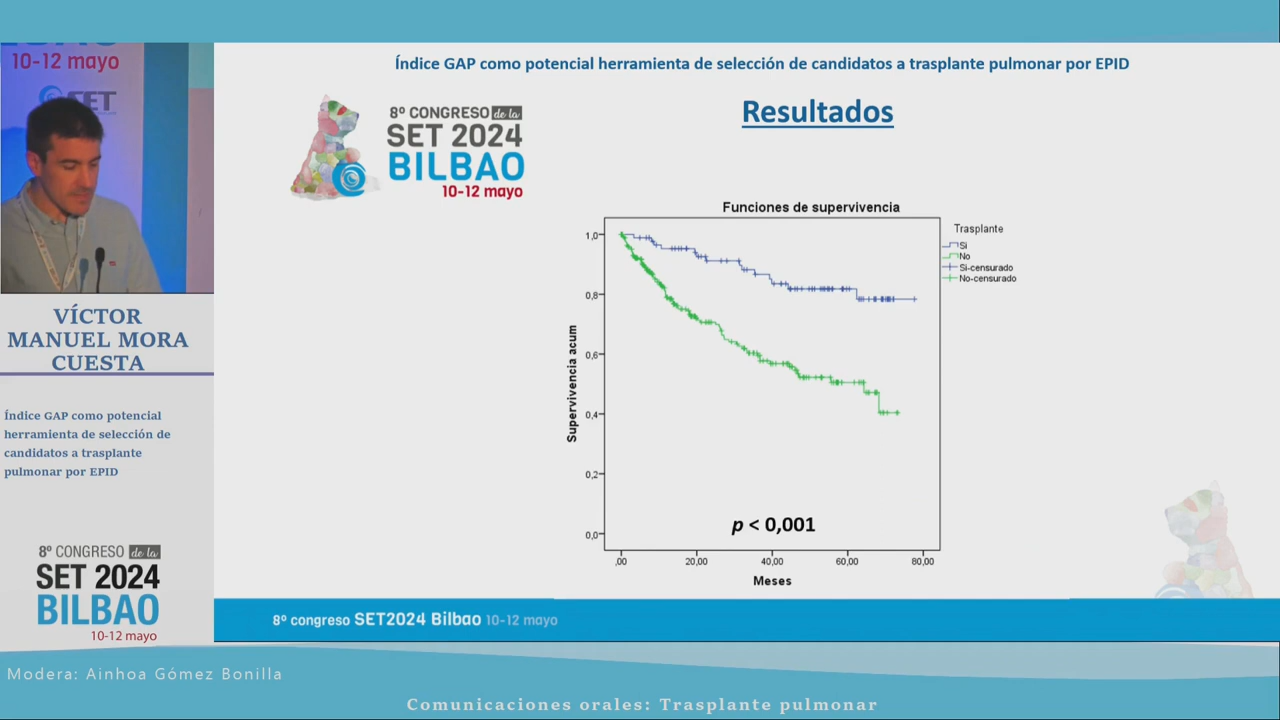 10-12 mayo
SET
VÍCTOR
MANUEL MORA
CUESTA
Índice GAP como potencial
herramienta de selección de
candidatos a trasplante
pulmonar por EPID
8º CONGRESO de la
SET 2024
BILBAO
10-12 mayo
Índice GAP como potencial herramienta de selección de candidatos a trasplante pulmonar por EPID
8º CONGRESO de la
SET 2024
BILBAO
10-12 mayo
Resultados
Funciones de supervivencia
Trasplante
Si
No
Si-censurado
No-censurado
Supervivencia acum
1,0
0,8
0,6
0,4
0,2
0,0
p < 0,001
,00 20,00 40,00 60,00 80,00
Meses
8º congreso SET2024 Bilbao 10-12 mayo
Modera: Ainhoa Gómez Bonilla
Comunicaciones orales: Trasplante pulmonar